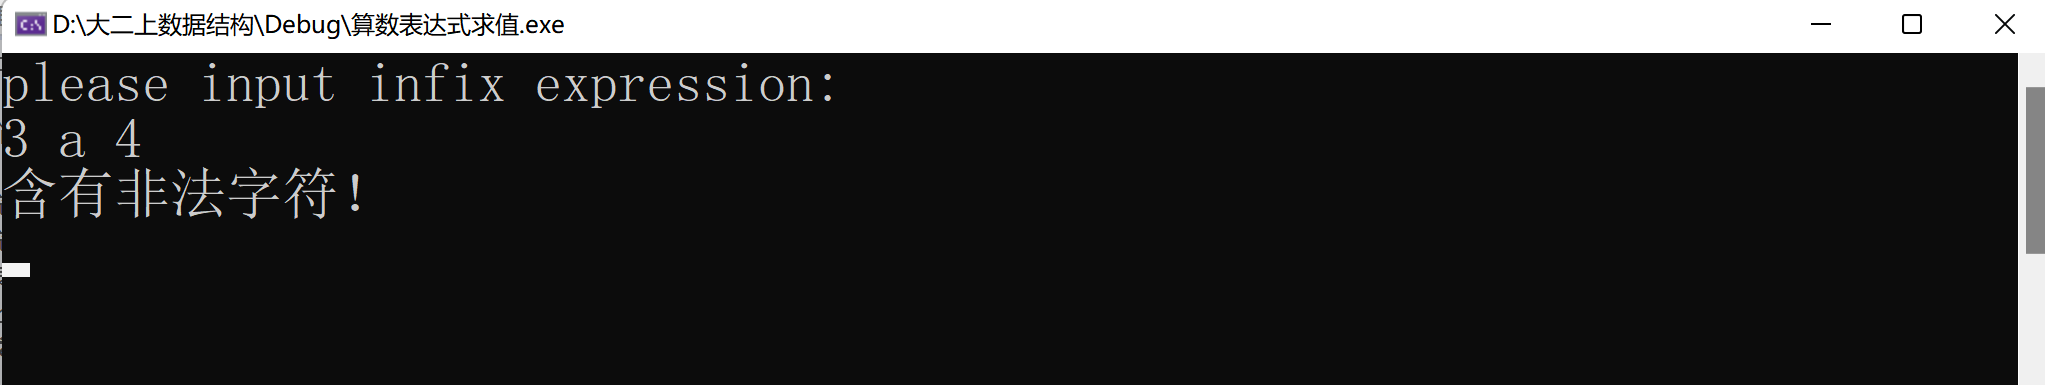 D:\大二上数据结构\Debug\算数表达式求值.exe
please input infix expression:
3 a 4
含有非法字符！